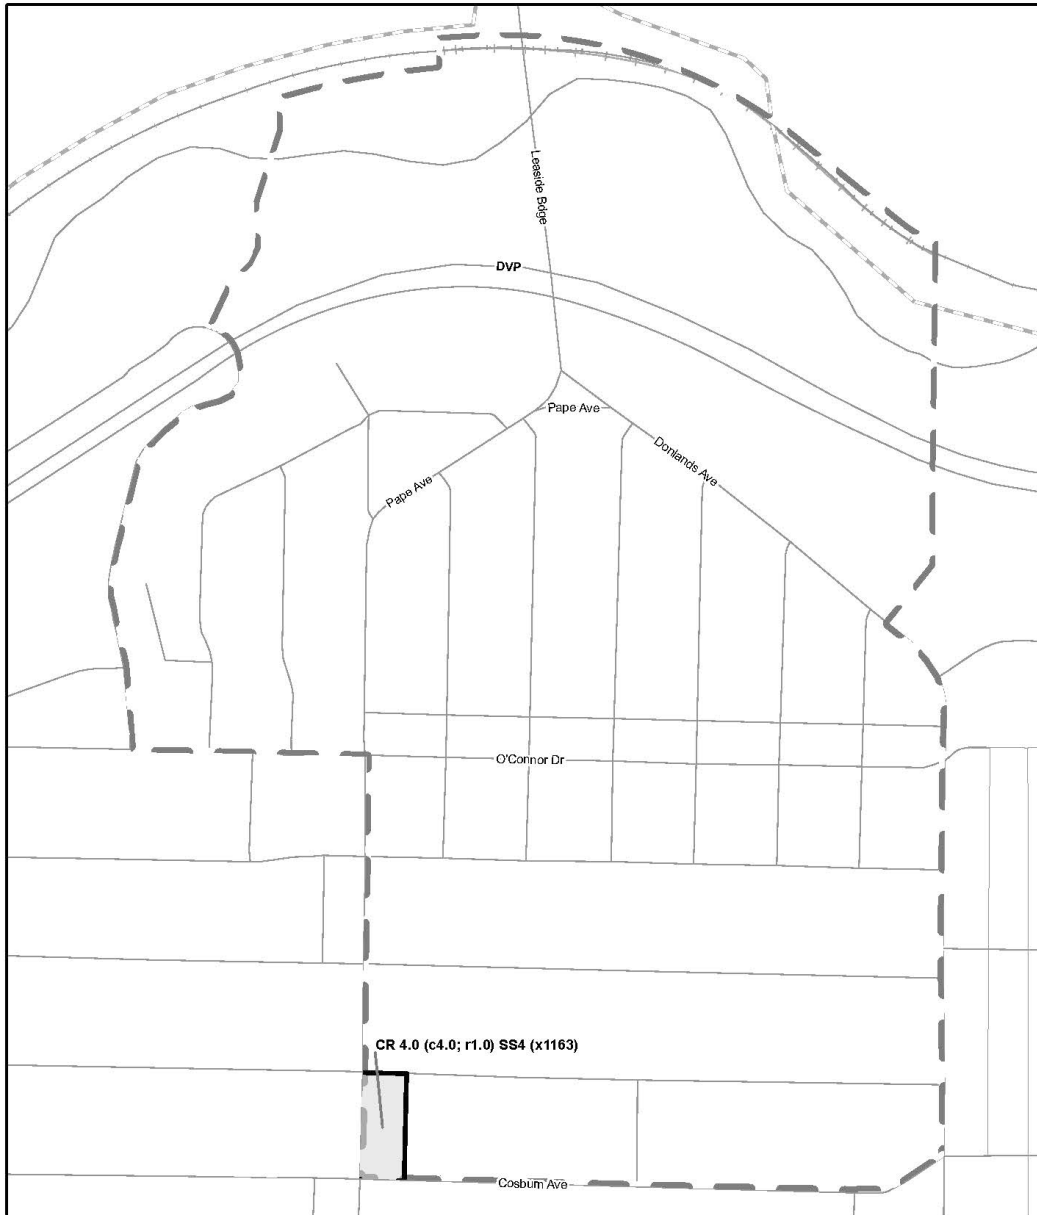 Leaside Bdge
DVP
Pape Ave
Donlands Ave
Pape Ave
O'Connor Dr
CR 4.0 (c4.0; r1.0) SS4 (x1163)
Cosburn Ave